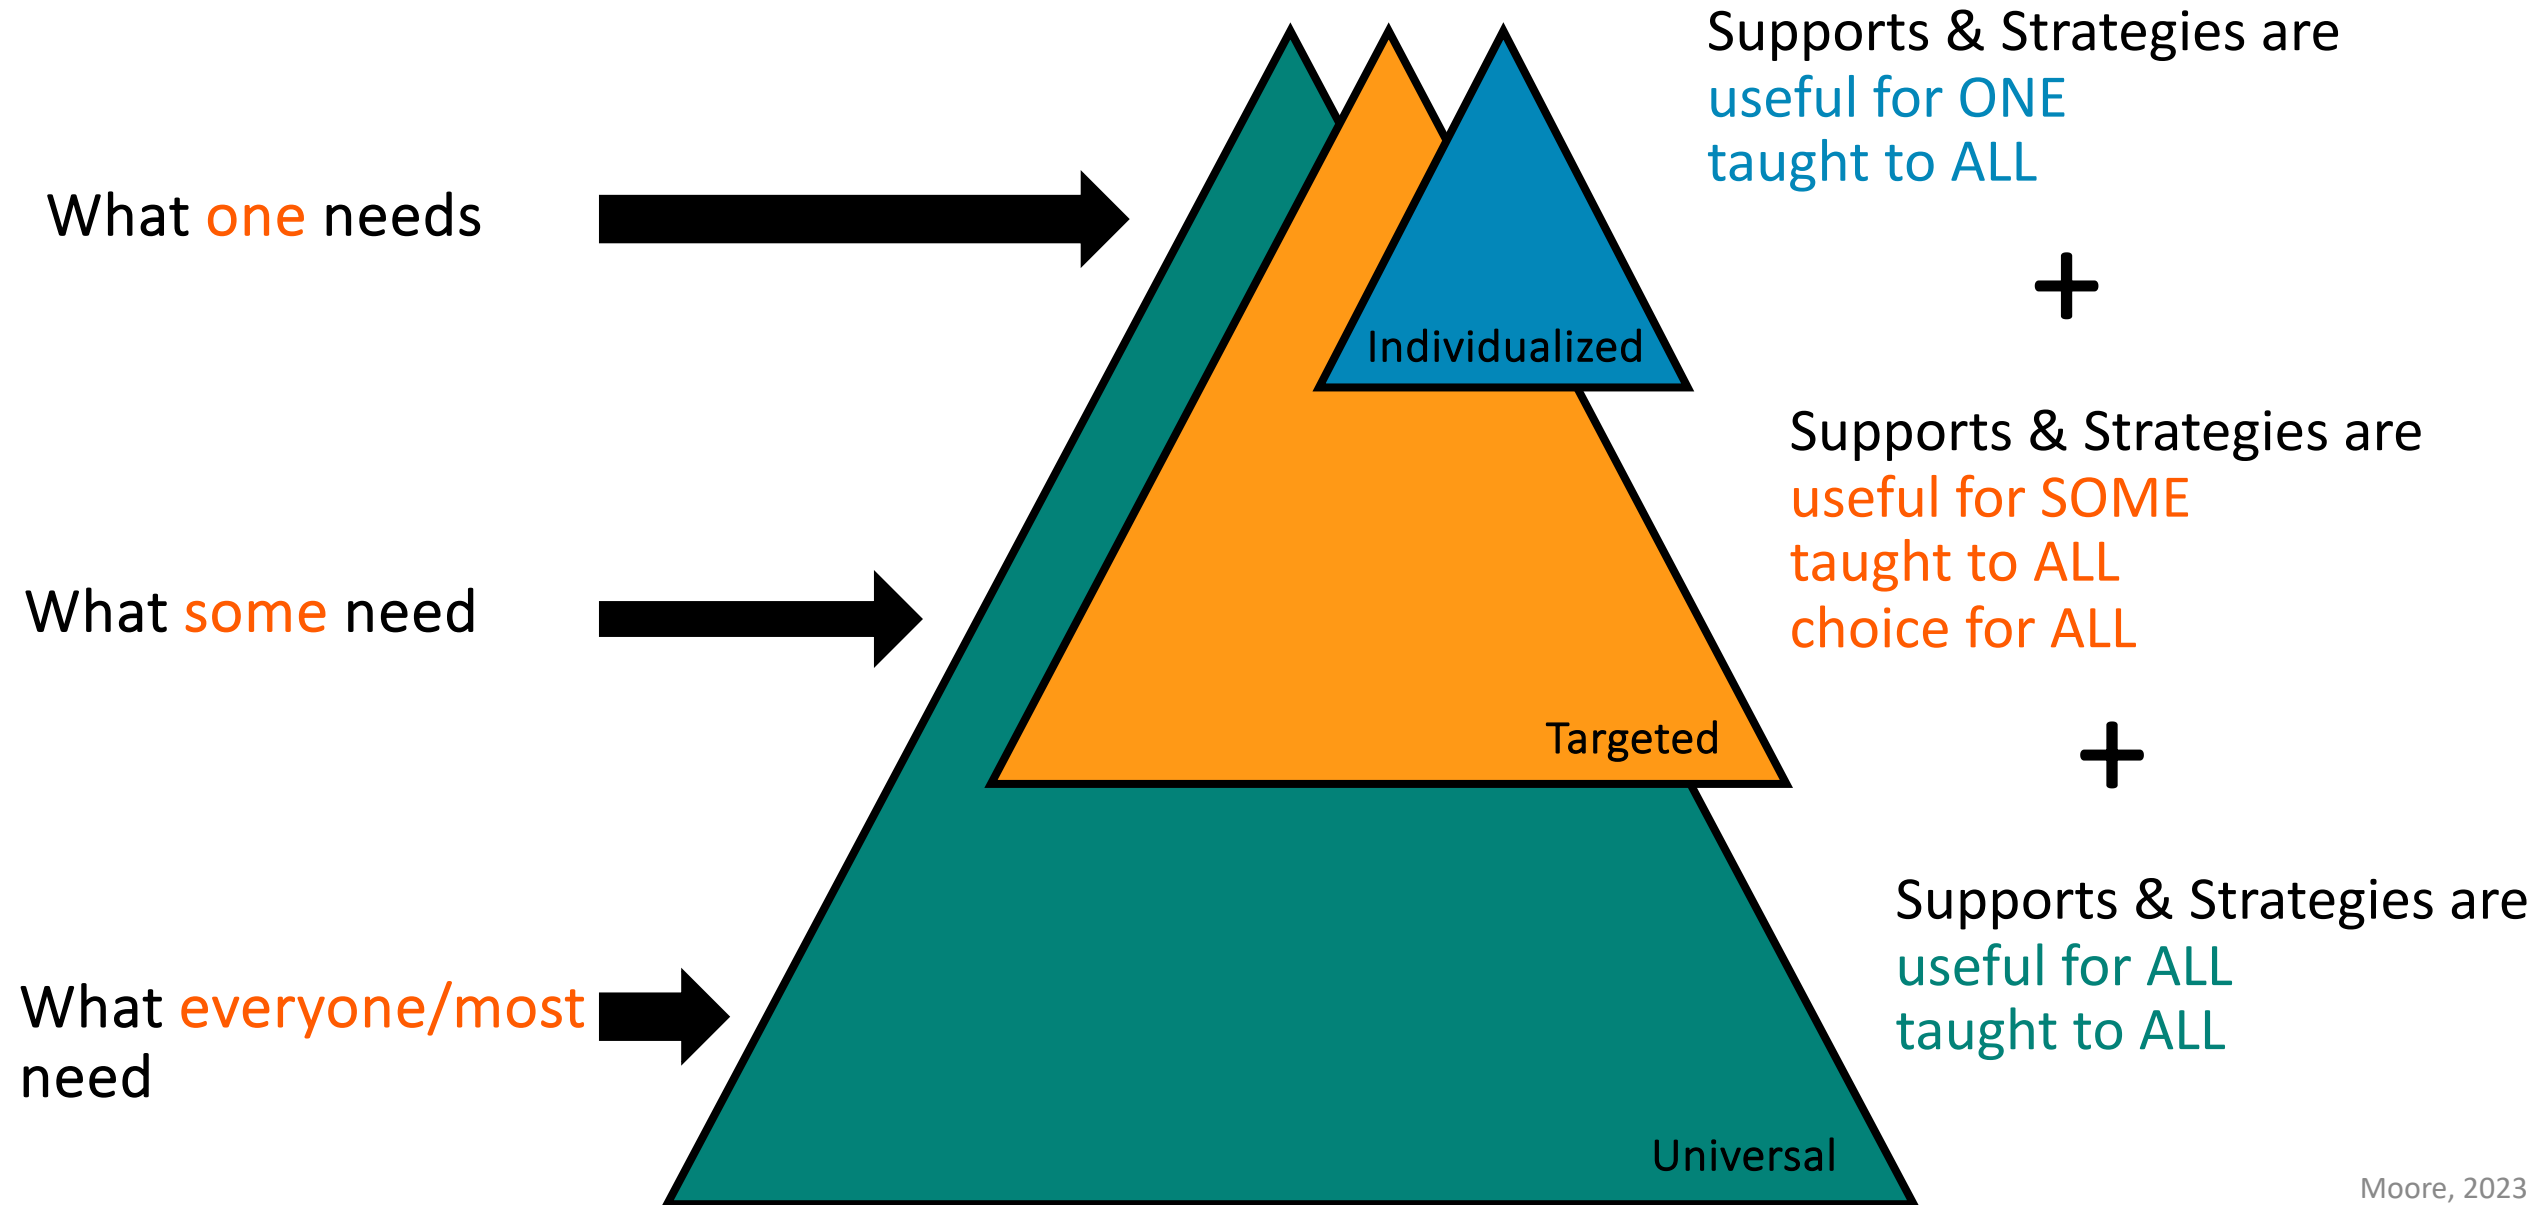 Supports & Strategies are
useful for ONE
taught to ALL
What one needs
+
Individualized
Supports & Strategies are
useful for SOME
taught to ALL
choice for ALL
What some need
Targeted
+
Supports & Strategies are
useful for ALL
taught to ALL
What everyone/most
need
Universal
Moore, 2023